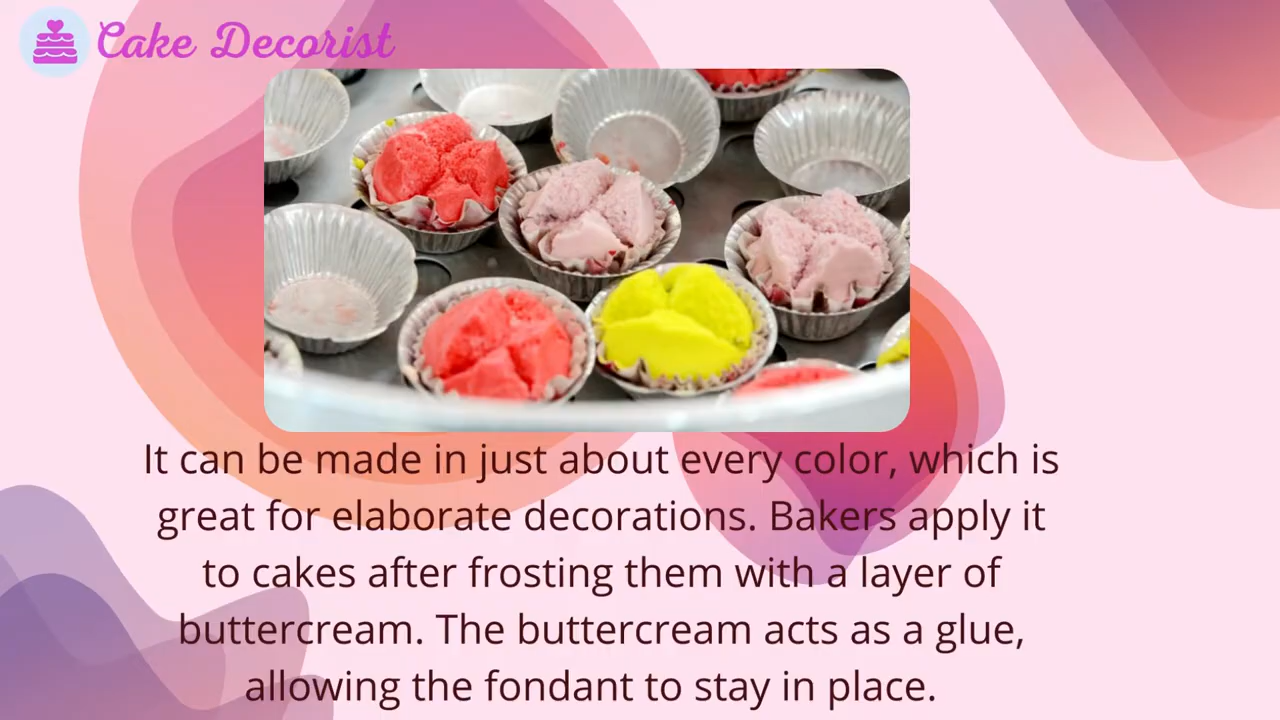 Cake Decorist
It can be made in just about every color, which is
great for elaborate decorations. Bakers apply it
to cakes after frosting them with a layer of
buttercream. The buttercream acts as a glue,
allowing the fondant to stay in place.